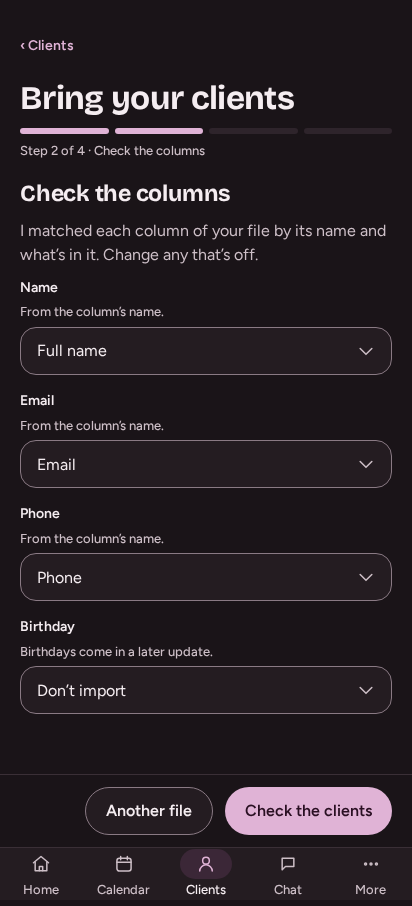 ‹ Clients
Bring your clients
Step 2 of 4 · Check the columns
Check the columns
I matched each column of your file by its name and
what’s in it. Change any that’s off.
Name
From the column’s name.
Full name
Email
From the column’s name.
Email
Phone
From the column’s name.
Phone
Birthday
Birthdays come in a later update.
Don’t import
Another file
Check the clients
Home
Calendar
Clients
Chat
More